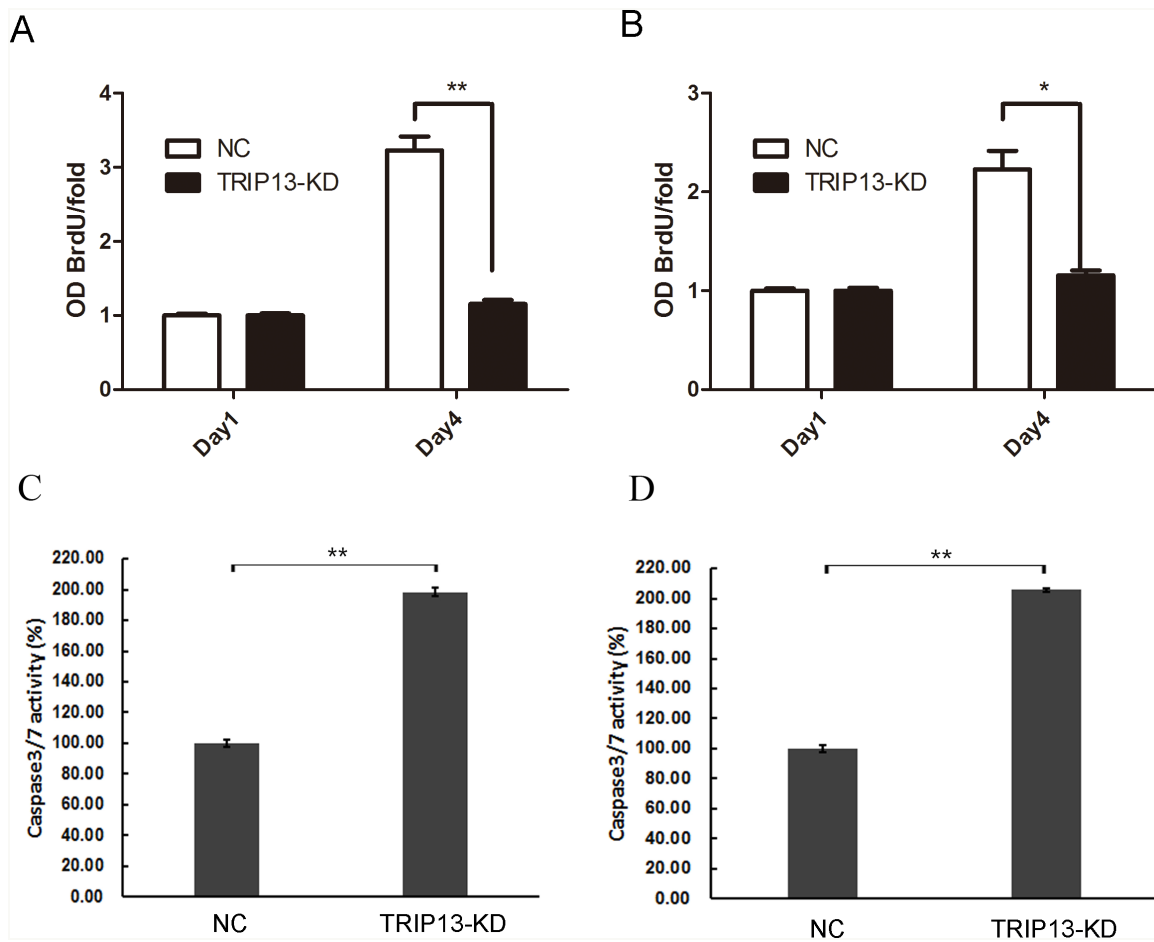 A
4
3
2
1
0
OD BrdU/fold
NC
TRIP13-KD
**
Day1
Day4
B
3
2
1
0
OD BrdU/fold
NC
TRIP13-KD
*
Day1
Day4
C
220.00
200.00
180.00
160.00
140.00
120.00
100.00
80.00
60.00
40.00
20.00
0.00
Caspase3/7 activity (%)
**
NC
TRIP13-KD
D
220.00
200.00
180.00
160.00
140.00
120.00
100.00
80.00
60.00
40.00
20.00
0.00
Caspase3/7 activity (%)
**
NC
TRIP13-KD